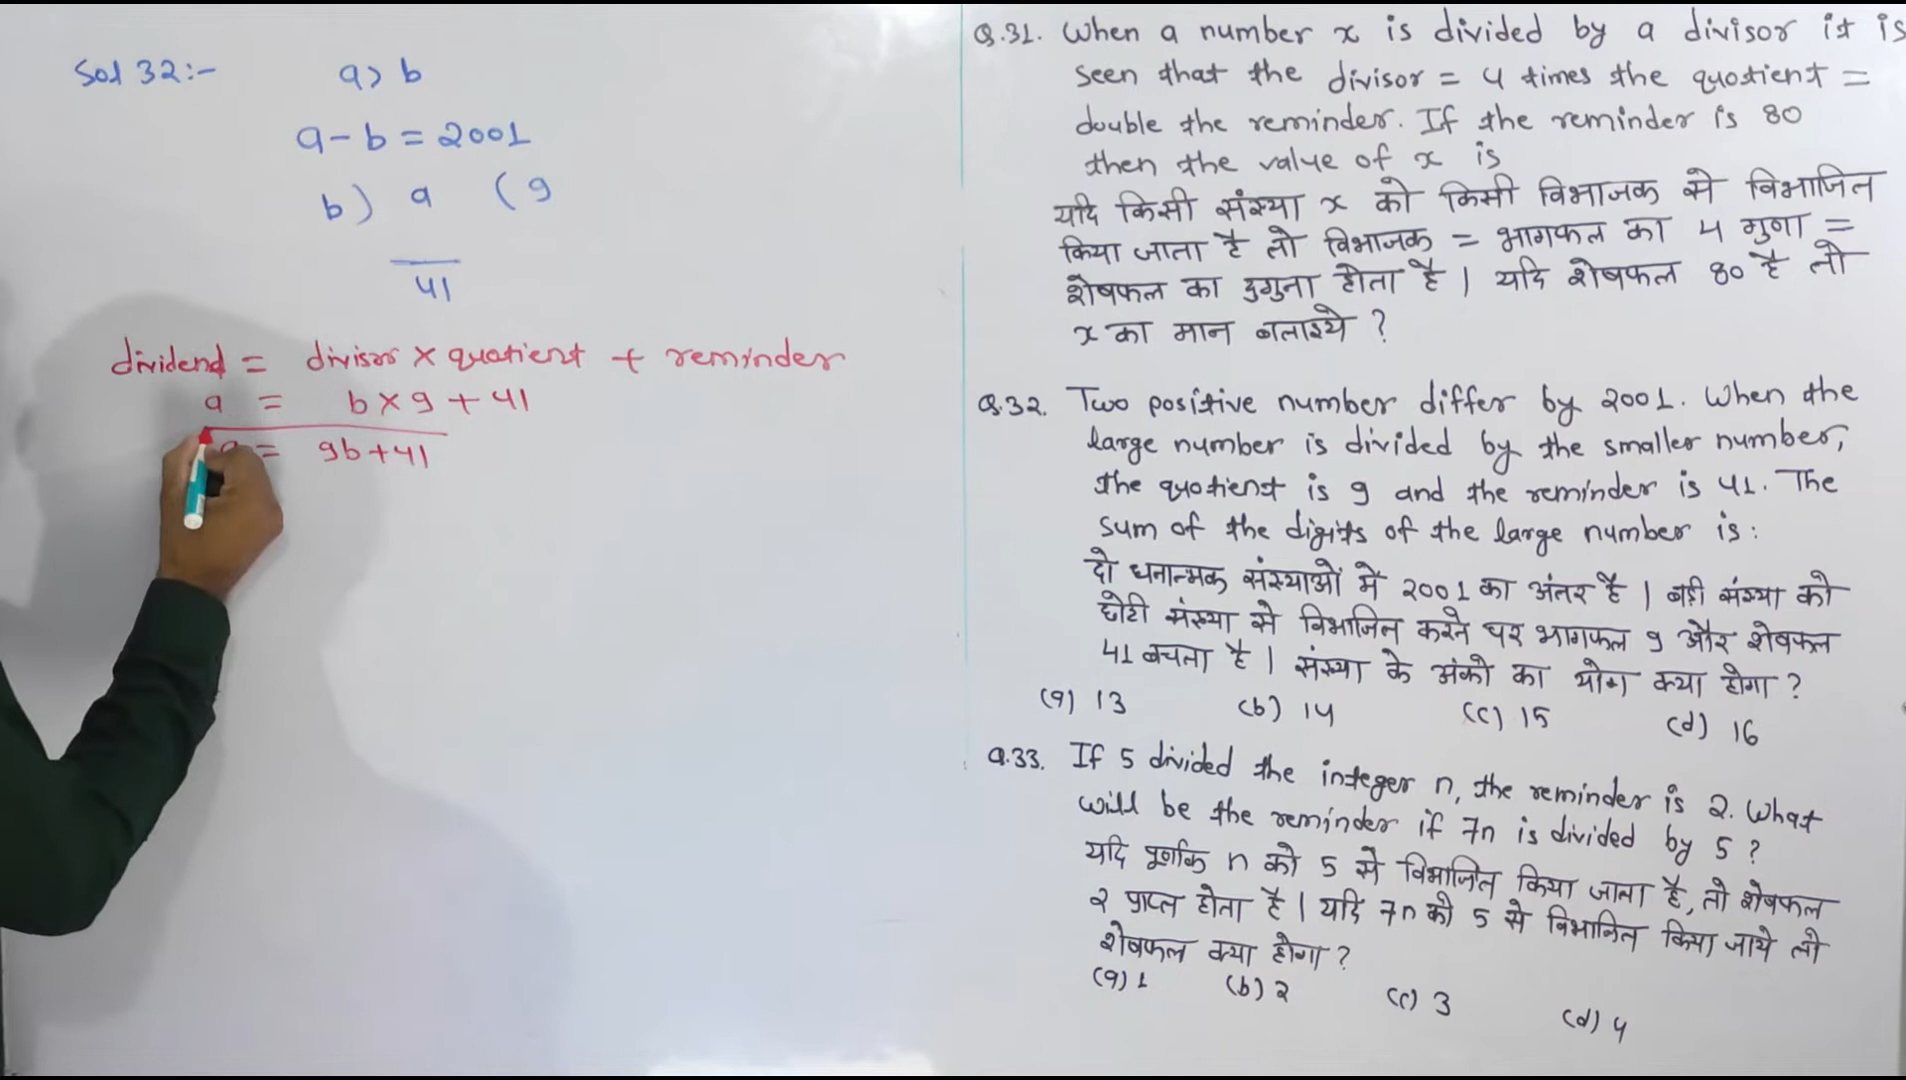 Sol 32:-
a > b
a - b = 2001
b) a (9
41
dividend = divisor × quotient + reminder
a = b × 9 + 41
a = 9b + 41
Q.31. When a number x is divided by a divisor it is
seen that the divisor = 4 times the quotient =
double the reminder. If the reminder is 80
then the value of x is
यदि किसी संख्या x को किसी विभाजक से विभाजित
किया जाता है तो विभाजक = भागफल का 4 गुणा =
शेषफल का दुगुना होता है । यदि शेषफल 80 है तो
x का मान बताइये ?
Q.32. Two positive number differ by 2001. When the
large number is divided by the smaller number,
the quotient is 9 and the reminder is 41. The
sum of the digits of the large number is :
दो धनात्मक संख्याओं में 2001 का अंतर है । बड़ी संख्या को
छोटी संख्या से विभाजित करने पर भागफल 9 और शेषफल
41 बचता है । संख्या के अंको का योग क्या होगा ?
(a) 13 (b) 14 (c) 15 (d) 16
Q.33. If 5 divided the integer n, the reminder is 2. What
will be the reminder if 7n is divided by 5 ?
यदि पूर्णांक n को 5 से विभाजित किया जाता है, तो शेषफल
2 प्राप्त होता है । यदि 7n को 5 से विभाजित किया जाये तो
शेषफल क्या होगा ?
(a) 1 (b) 2 (c) 3 (d) 4